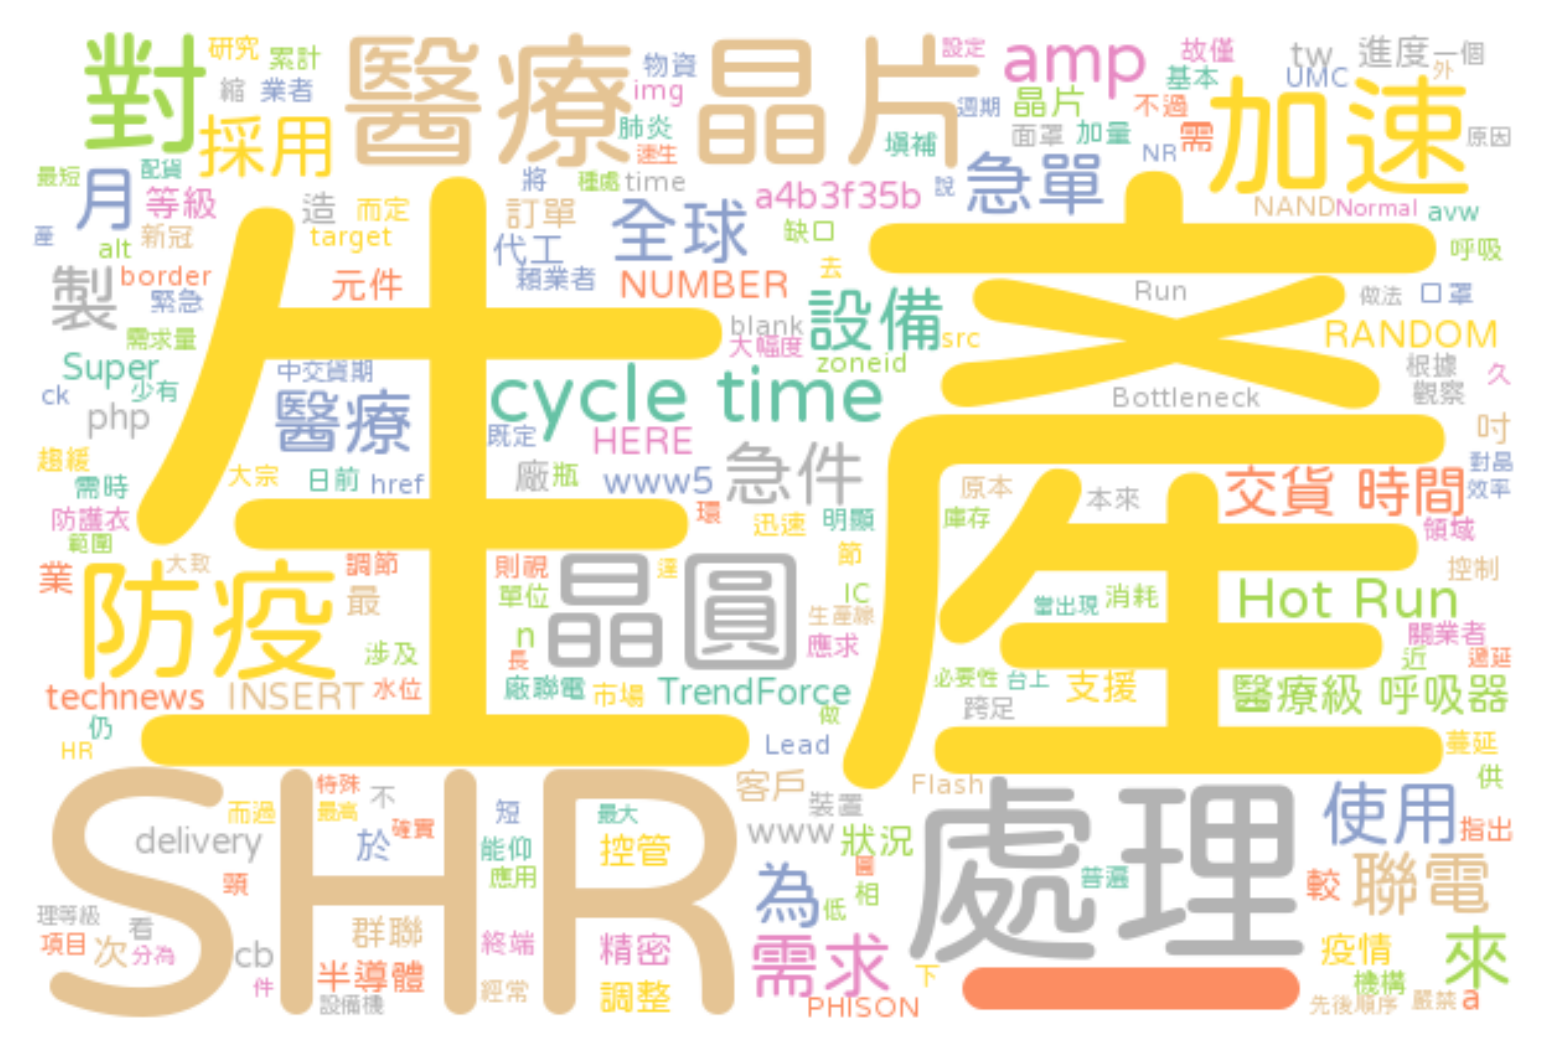 對
研究
累計
醫療晶片
物資
設定
amp
故僅
tw
進度
一個
縮
業者
img
週期
晶片
基本
不過
UMC
外
加速
採用
肺炎
速生
填補
面罩
加量
NR
需
原因
最短
配貨
月
等級
將
種處
time
a4b3f35b
說
急單
NAND
Normal
avw
產
alt
新冠
造
而定
target
訂單
代工
全球
缺口
呼吸
製
border
緊急
元件
賴業者
NUMBER
去
設備
Run
做法
口罩
需求量
blank
大幅度
src
RANDOM
Super
少有
中交貨期
zoneid
根據
觀察
久
ck
php
醫療
cycle time
Bottleneck
既定
HERE
吋
趨緩
需時
大宗
日前
href
廠
瓶
www5
急件
原本
本來
交貨 時間
對晶
效率
生產
防護衣
範圍
環
迅速
明顯
庫存
領域
業
防疫
大致
調節
最
則視
單位
達
晶圓
節
IC
生產線
控制
當出現
消耗
Hot Run
涉及
n
長
應求
關業者
近
遞延
technews
INSERT
水位
廠聯電
市場
TrendForce
必要性
台上
支援
醫療級 呼吸器
仍
跨足
做
HR
Lead
蔓延
SHR
特殊
不
客戶
Flash
供
而過
最高
短
最大
裝置
處理
使用
delivery
於
確實
能仰
控管
www
狀況
指出
頸
應用
圓
普遍
較
聯電
理等級
看
為
低
相
項目
次
分為
cb
群聯
終端
精密
需求
疫情
來
件
半導體
下
機構
設備機
經常
調整
PHISON
先後順序
嚴禁
a